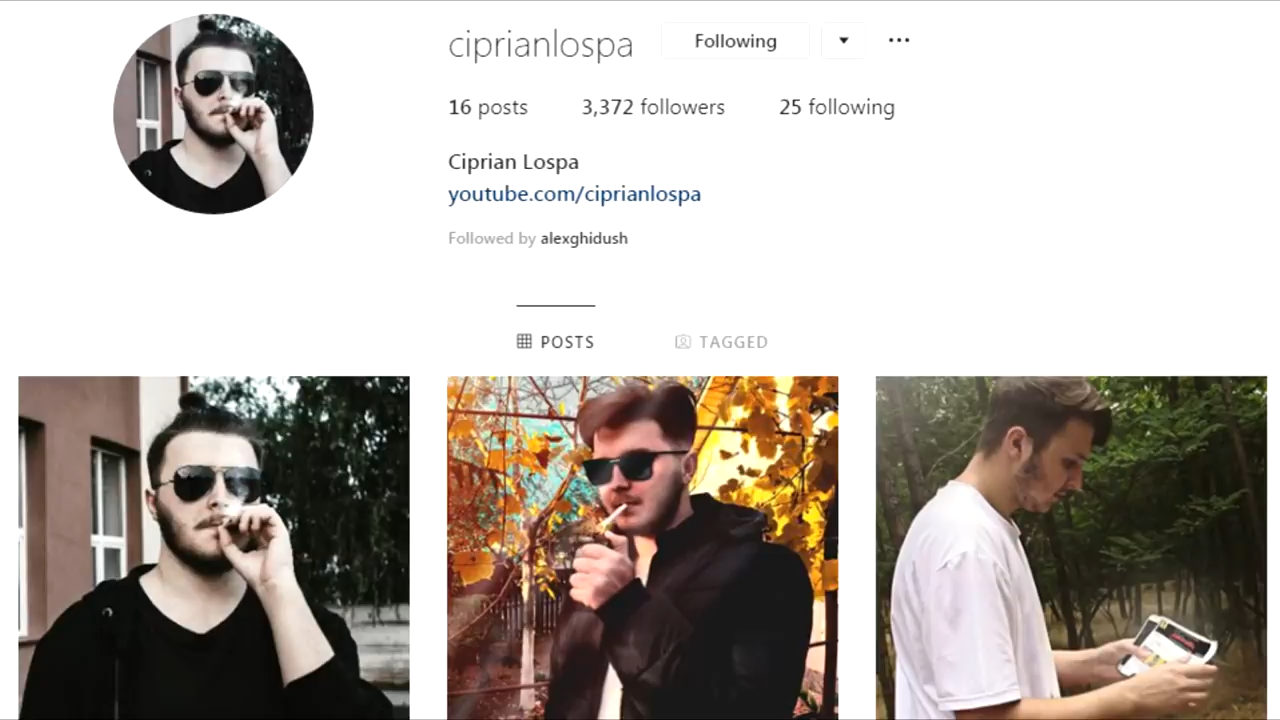 ciprianlospa Following
16 posts 3,372 followers 25 following
Ciprian Lospa
youtube.com/ciprianlospa
Followed by alexghidush
POSTS TAGGED